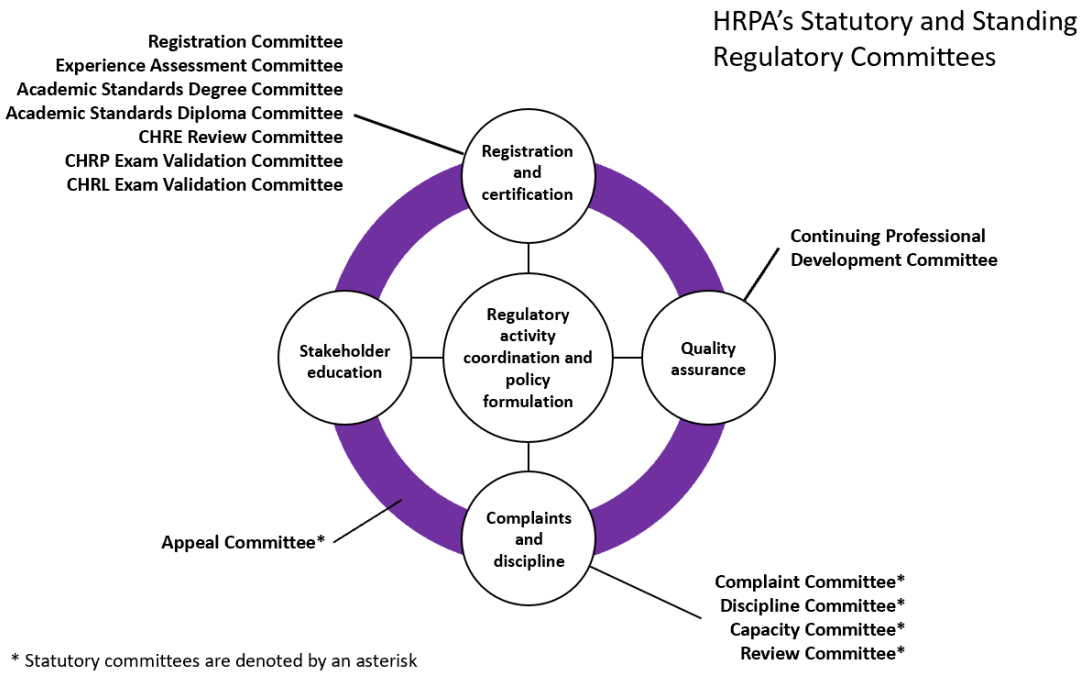 HRPA's Statutory and Standing
Regulatory Committees
Registration Committee
Experience Assessment Committee
Academic Standards Degree Committee
Academic Standards Diploma Committee
CHRE Review Committee
CHRP Exam Validation Committee
CHRL Exam Validation Committee
Registration
and
certification
Continuing Professional
Development Committee
Stakeholder
education
Regulatory
activity
coordination and
policy
formulation
Quality
assurance
Complaints
and
discipline
Appeal Committee*
Complaint Committee*
Discipline Committee*
Capacity Committee*
Review Committee*
* Statutory committees are denoted by an asterisk